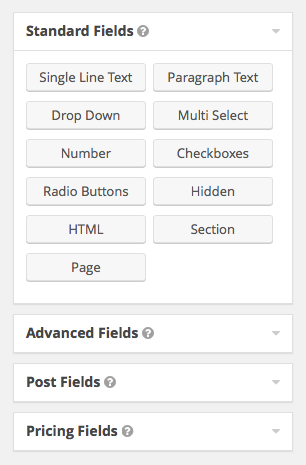 Standard Fields ?
Single Line Text Paragraph Text
Drop Down Multi Select
Number Checkboxes
Radio Buttons Hidden
HTML Section
Page
Advanced Fields ?
Post Fields ?
Pricing Fields ?